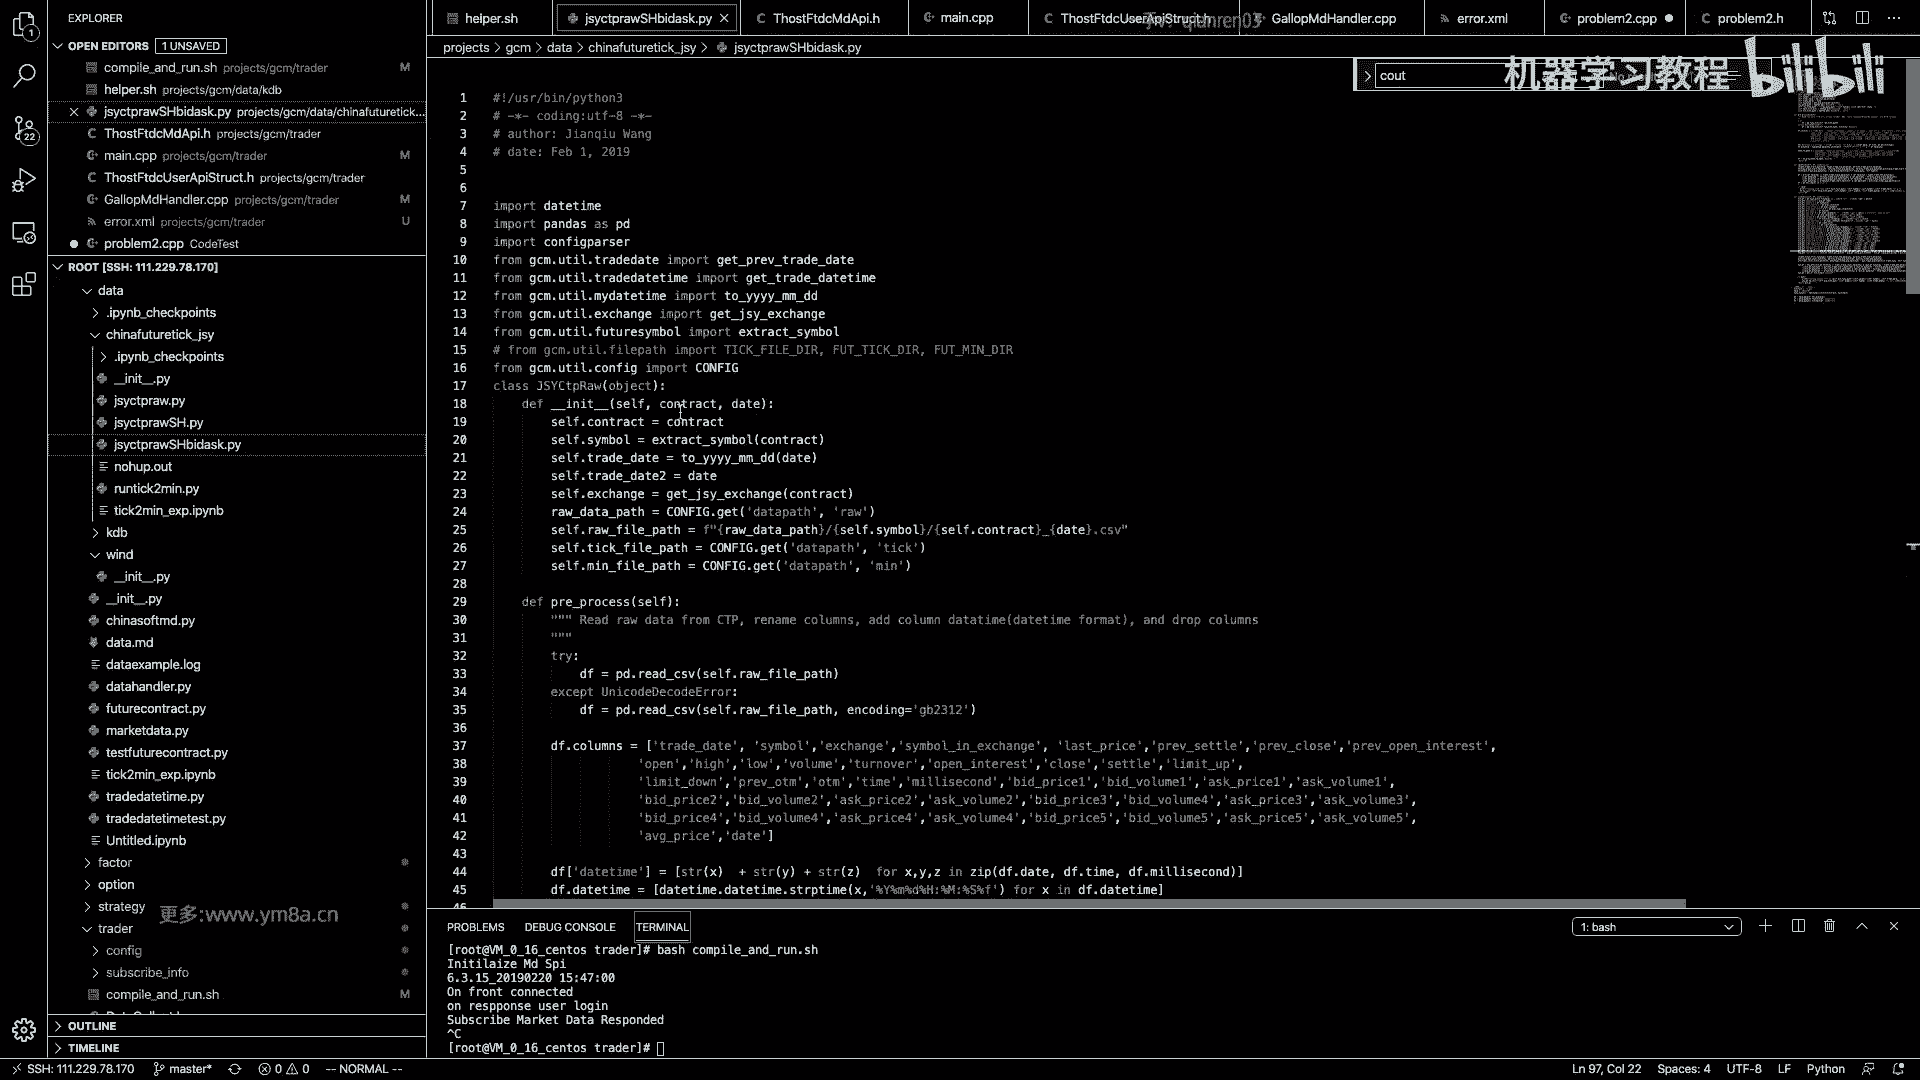 EXPLORER
OPEN EDITORS 1 UNSAVED
compile_and_run.sh projects/gcm/trader M
helper.sh projects/gcm/data/kdb
jsyctprawSHbidask.py projects/gcm/data/chinafuturetick...
ThostFtdcMdApi.h projects/gcm/trader
main.cpp projects/gcm/trader M
ThostFtdcUserApiStruct.h projects/gcm/trader
GallopMdHandler.cpp projects/gcm/trader M
error.xml projects/gcm/trader U
problem2.cpp CodeTest
ROOT [SSH: 111.229.78.170]
data
.ipynb_checkpoints
chinafuturetick_jsy
.ipynb_checkpoints
__init__.py
jsyctpraw.py
jsyctprawSH.py
jsyctprawSHbidask.py
nohup.out
runtick2min.py
tick2min_exp.ipynb
kdb
wind
__init__.py
__init__.py
chinasoftmd.py
data.md
dataexample.log
datahandler.py
futurecontract.py
marketdata.py
testfuturecontract.py
tick2min_exp.ipynb
tradedatetime.py
tradedatetimetest.py
Untitled.ipynb
factor
option
strategy
更多:www.ym8a.cn
trader
config
subscribe_info
compile_and_run.sh M
OUTLINE
TIMELINE
helper.sh jsyctprawSHbidask.py ThostFtdcMdApi.h main.cpp ThostFtdcUserApiStruct.h GallopMdHandler.cpp error.xml problem2.cpp problem2.h
projects > gcm > data > chinafuturetick_jsy > jsyctprawSHbidask.py
cout
机器学习教程 bilibili
1 #!/usr/bin/python3
2 # -*- coding:utf-8 -*-
3 # author: Jianqiu Wang
4 # date: Feb 1, 2019
5
6
7 import datetime
8 import pandas as pd
9 import configparser
10 from gcm.util.tradedate import get_prev_trade_date
11 from gcm.util.tradedatetime import get_trade_datetime
12 from gcm.util.mydatetime import to_yyyy_mm_dd
13 from gcm.util.exchange import get_jsy_exchange
14 from gcm.util.futuresymbol import extract_symbol
15 # from gcm.util.filepath import TICK_FILE_DIR, FUT_TICK_DIR, FUT_MIN_DIR
16 from gcm.util.config import CONFIG
17 class JSYCtpRaw(object):
18 def __init__(self, contract, date):
19 self.contract = contract
20 self.symbol = extract_symbol(contract)
21 self.trade_date = to_yyyy_mm_dd(date)
22 self.trade_date2 = date
23 self.exchange = get_jsy_exchange(contract)
24 raw_data_path = CONFIG.get('datapath', 'raw')
25 self.raw_file_path = f"{raw_data_path}/{self.symbol}/{self.contract}_{date}.csv"
26 self.tick_file_path = CONFIG.get('datapath', 'tick')
27 self.min_file_path = CONFIG.get('datapath', 'min')
28
29 def pre_process(self):
30 """ Read raw data from CTP, rename columns, add column datatime(datetime format), and drop columns
31 """
32 try:
33 df = pd.read_csv(self.raw_file_path)
34 except UnicodeDecodeError:
35 df = pd.read_csv(self.raw_file_path, encoding='gb2312')
36
37 df.columns = ['trade_date', 'symbol','exchange','symbol_in_exchange', 'last_price','prev_settle','prev_close','prev_open_interest',
38 'open','high','low','volume','turnover','open_interest','close','settle','limit_up',
39 'limit_down','prev_otm','otm','time','millisecond','bid_price1','bid_volume1','ask_price1','ask_volume1',
40 'bid_price2','bid_volume2','ask_price2','ask_volume2','bid_price3','bid_volume4','ask_price3','ask_volume3',
41 'bid_price4','bid_volume4','ask_price4','ask_volume4','bid_price5','bid_volume5','ask_price5','ask_volume5',
42 'avg_price','date']
43
44 df['datetime'] = [str(x) + str(y) + str(z) for x,y,z in zip(df.date, df.time, df.millisecond)]
45 df.datetime = [datetime.datetime.strptime(x,'%Y%m%d%H:%M:%S%f') for x in df.datetime]
PROBLEMS DEBUG CONSOLE TERMINAL 1: bash
[root@VM_0_16_centos trader]# bash compile_and_run.sh
Initilaize Md Spi
6.3.15_20190220 15:47:00
On front connected
on respponse user login
Subscribe Market Data Responded
^C
[root@VM_0_16_centos trader]#
SSH: 111.229.78.170 master* 0 0 -- NORMAL -- Ln 97, Col 22 Spaces: 4 UTF-8 LF Python